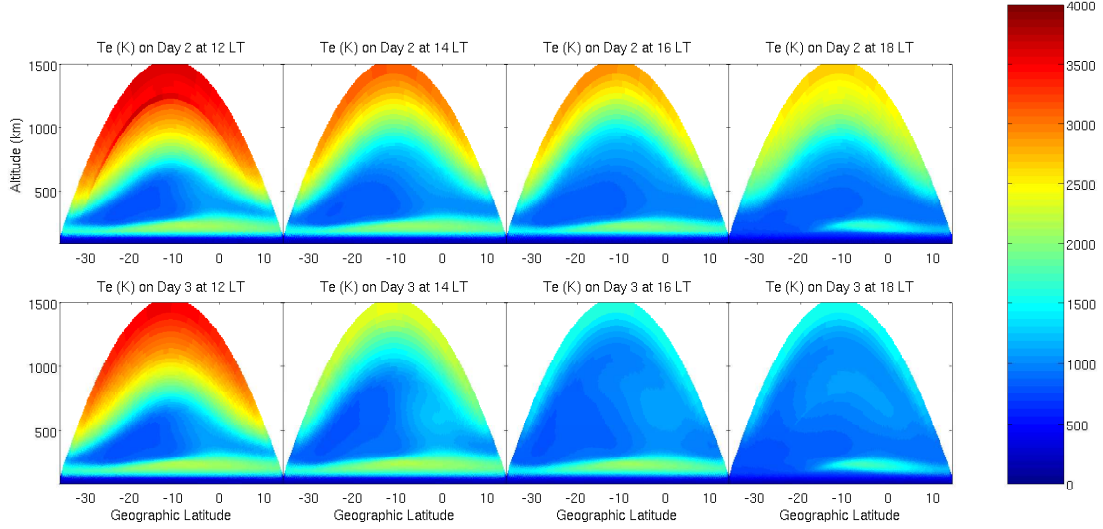 Te (K) on Day 2 at 12 LT
Te (K) on Day 2 at 14 LT
Te (K) on Day 2 at 16 LT
Te (K) on Day 2 at 18 LT
1500
1000
500
Altitude (km)
-30 -20 -10 0 10
-30 -20 -10 0 10
-30 -20 -10 0 10
-30 -20 -10 0 10
Te (K) on Day 3 at 12 LT
Te (K) on Day 3 at 14 LT
Te (K) on Day 3 at 16 LT
Te (K) on Day 3 at 18 LT
1500
1000
500
-30 -20 -10 0 10
-30 -20 -10 0 10
-30 -20 -10 0 10
-30 -20 -10 0 10
Geographic Latitude
Geographic Latitude
Geographic Latitude
Geographic Latitude
4000
3500
3000
2500
2000
1500
1000
500
0